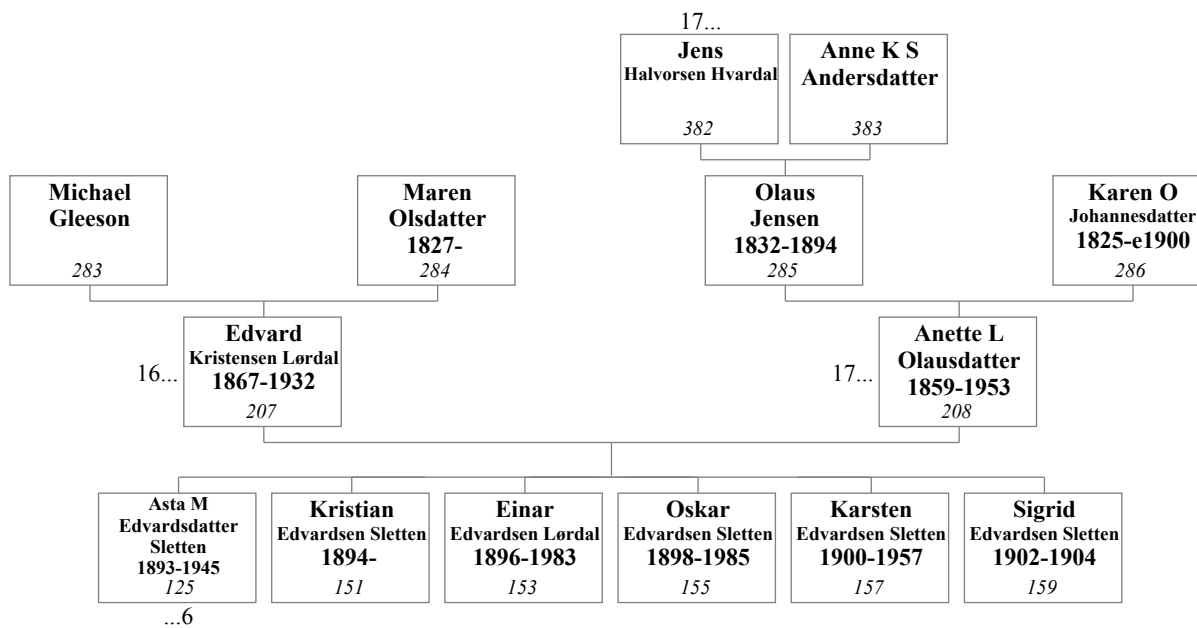 17...
Jens
Halvorsen Hvardal
382
Anne K S
Andersdatter
383
Michael
Gleeson
283
Maren
Olsdatter
1827-
284
Olaus
Jensen
1832-1894
285
Karen O
Johannesdatter
1825-e1900
286
16...
Edvard
Kristensen Lørdal
1867-1932
207
17...
Anette L
Olausdatter
1859-1953
208
Asta M
Edvardsdatter
Sletten
1893-1945
125
...6
Kristian
Edvardsen Sletten
1894-
151
Einar
Edvardsen Lørdal
1896-1983
153
Oskar
Edvardsen Sletten
1898-1985
155
Karsten
Edvardsen Sletten
1900-1957
157
Sigrid
Edvardsen Sletten
1902-1904
159